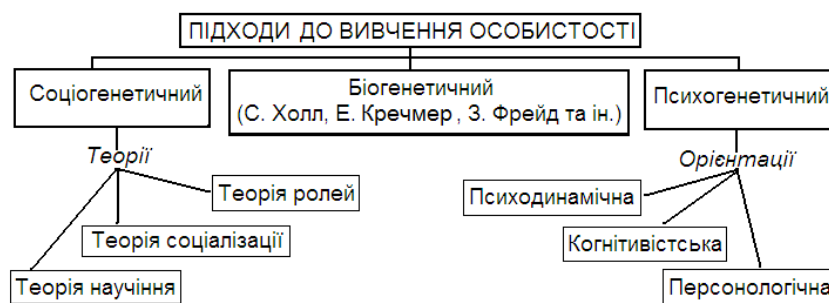 ПІДХОДИ ДО ВИВЧЕННЯ ОСОБИСТОСТІ
Соціогенетичний
Біогенетичний
(С. Холл, Е. Кречмер , З. Фрейд та ін.)
Психогенетичний
Теорії
Теорія ролей
Теорія соціалізації
Теорія научіння
Орієнтації
Психодинамічна
Когнітивістська
Персонологічна